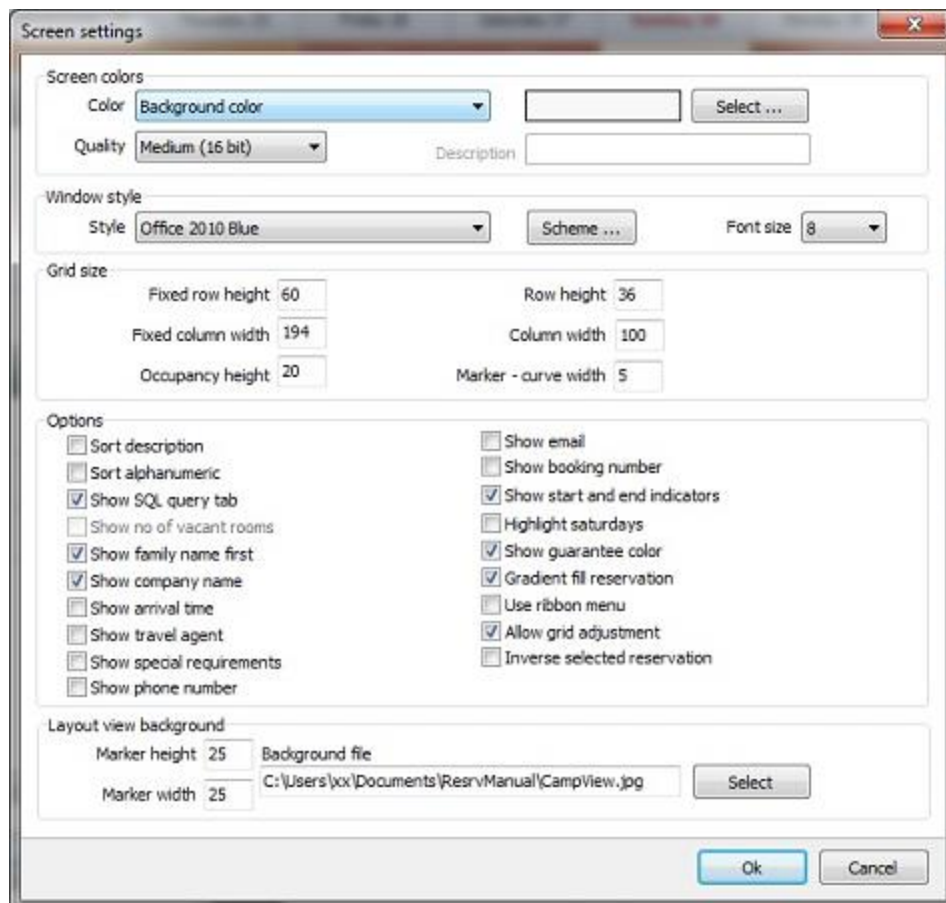 Screen settings
Screen colors
Color Background color Select ...
Quality Medium (16 bit) Description
Window style
Style Office 2010 Blue Scheme ... Font size 8
Grid size
Fixed row height 60 Row height 36
Fixed column width 194 Column width 100
Occupancy height 20 Marker - curve width 5
Options
Sort description
Sort alphanumeric
Show SQL query tab
Show no of vacant rooms
Show family name first
Show company name
Show arrival time
Show travel agent
Show special requirements
Show phone number
Show email
Show booking number
Show start and end indicators
Highlight saturdays
Show guarantee color
Gradient fill reservation
Use ribbon menu
Allow grid adjustment
Inverse selected reservation
Layout view background
Marker height 25 Background file
Marker width 25 C:\Users\xx\Documents\ResrvManual\CampView.jpg Select
Ok Cancel